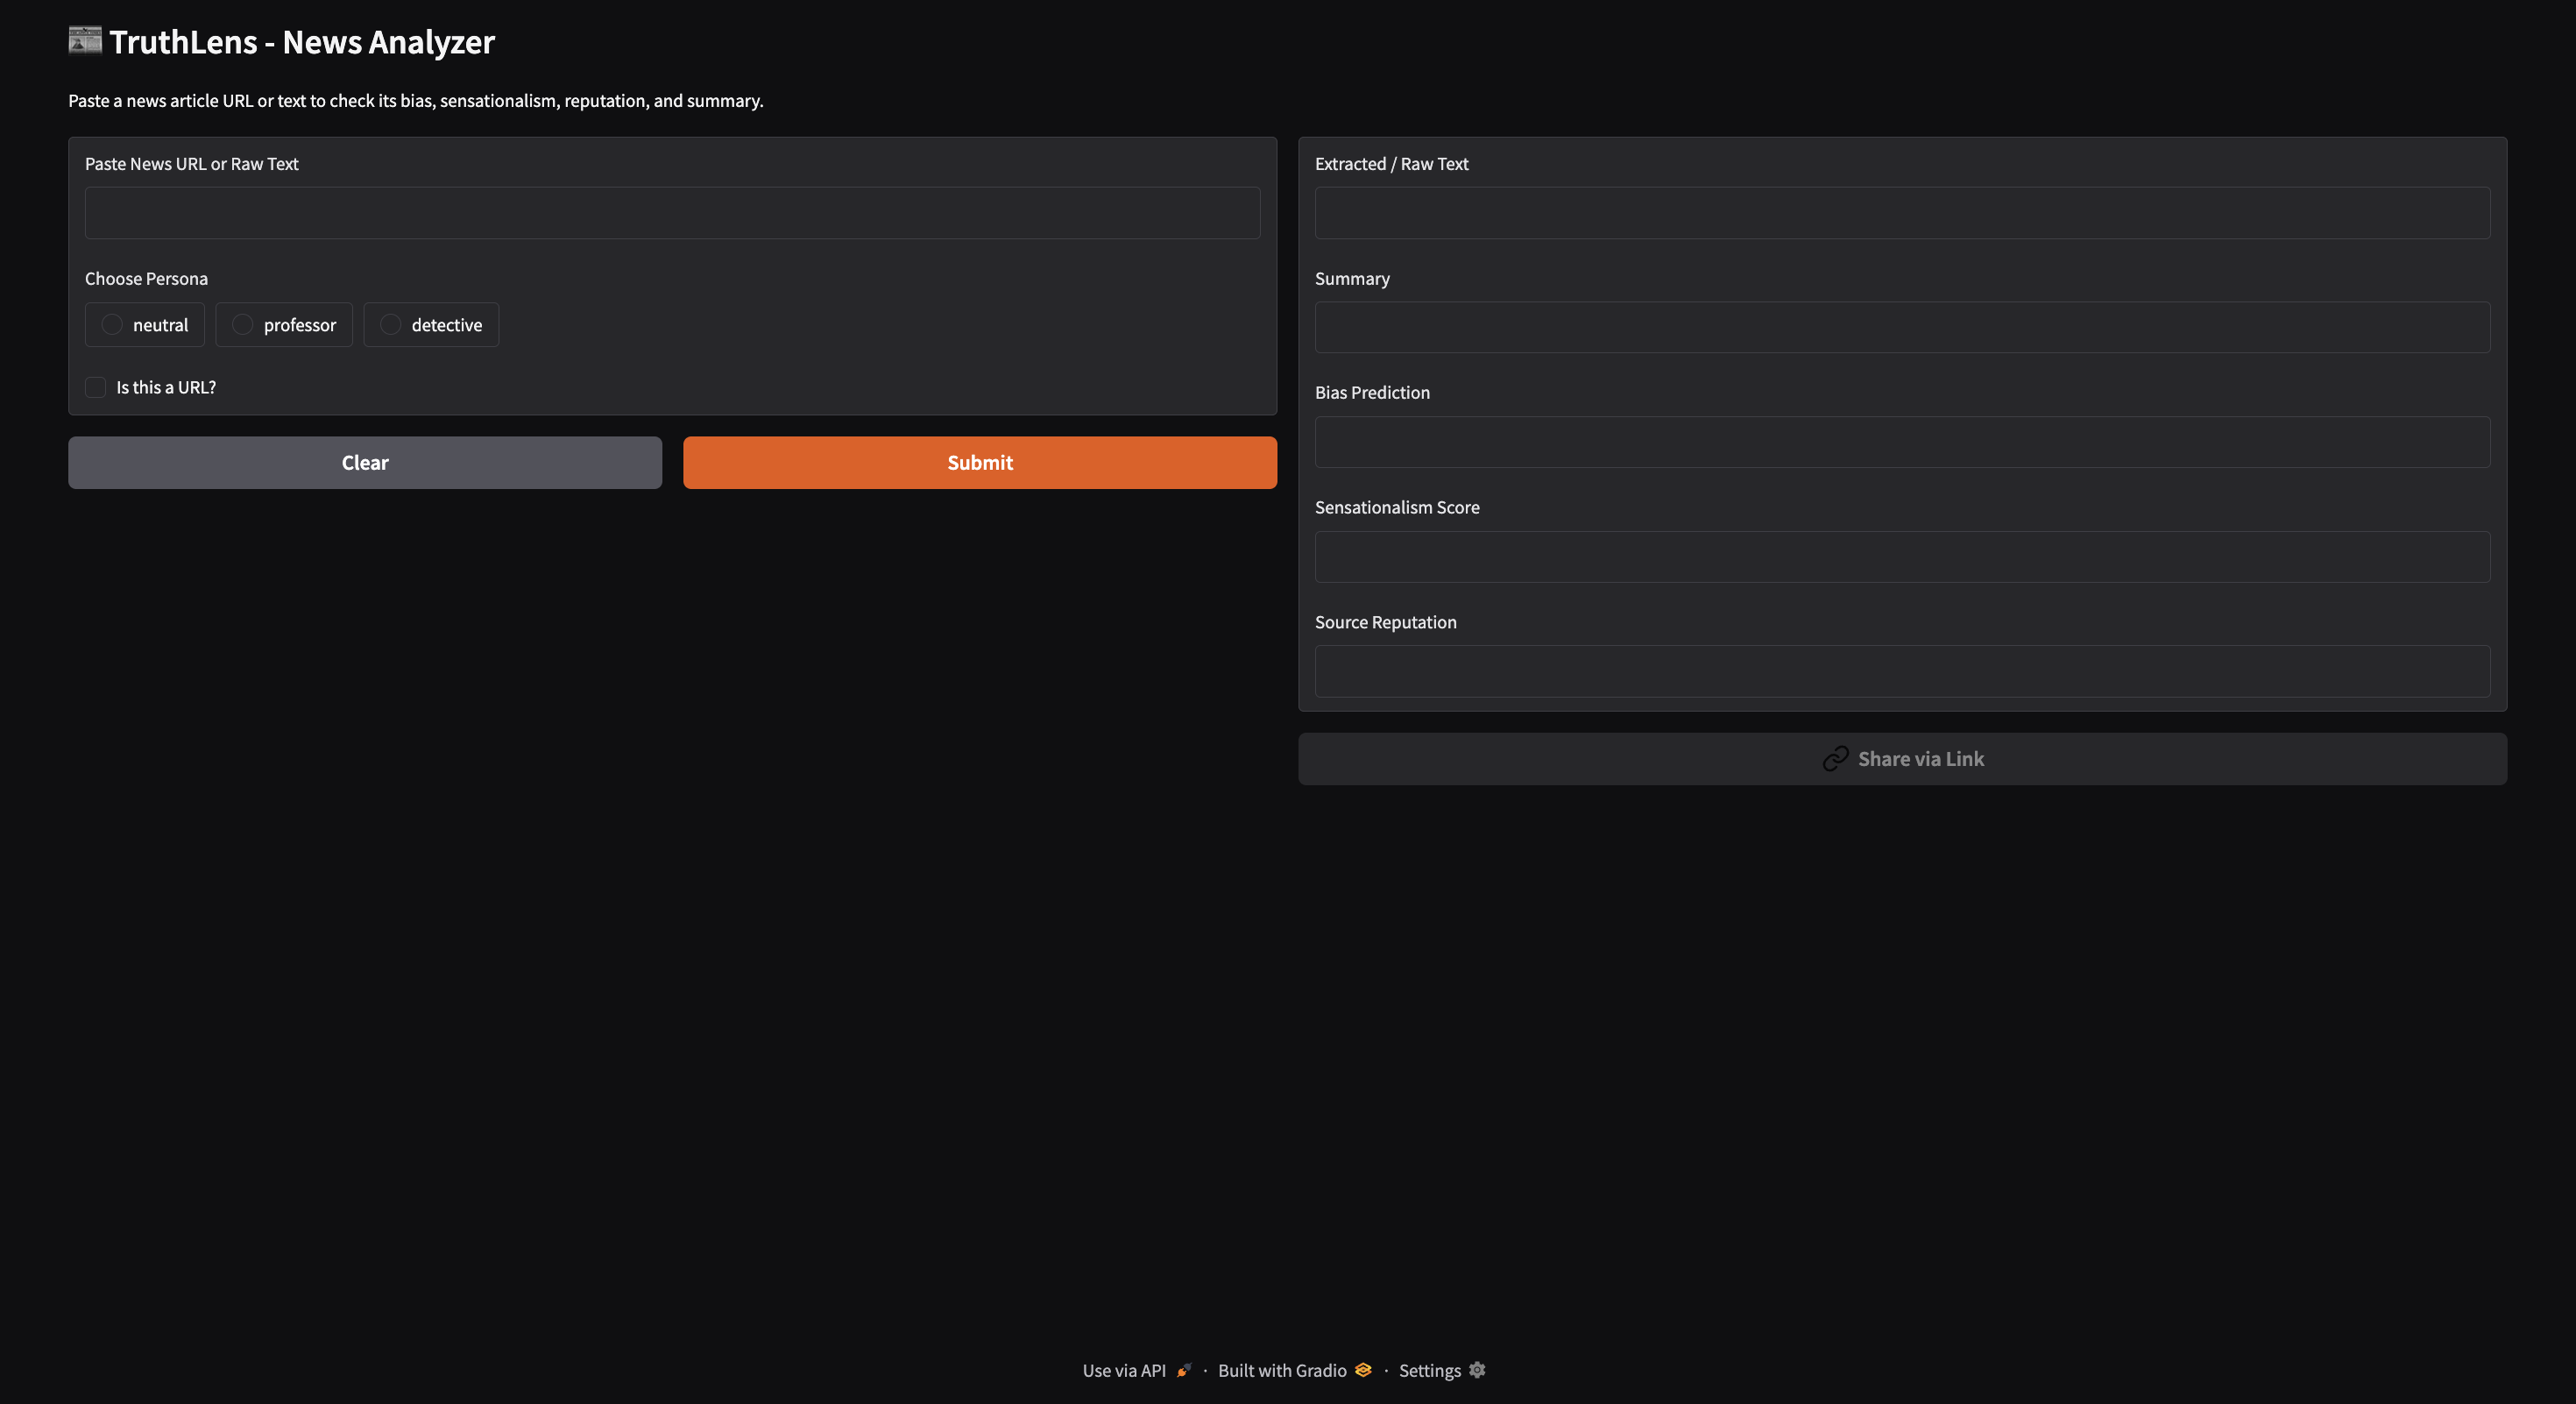 TruthLens - News Analyzer
Paste a news article URL or text to check its bias, sensationalism, reputation, and summary.
Paste News URL or Raw Text
Choose Persona
neutral professor detective
Is this a URL?
Clear Submit
Extracted / Raw Text
Summary
Bias Prediction
Sensationalism Score
Source Reputation
Share via Link
Use via API · Built with Gradio · Settings